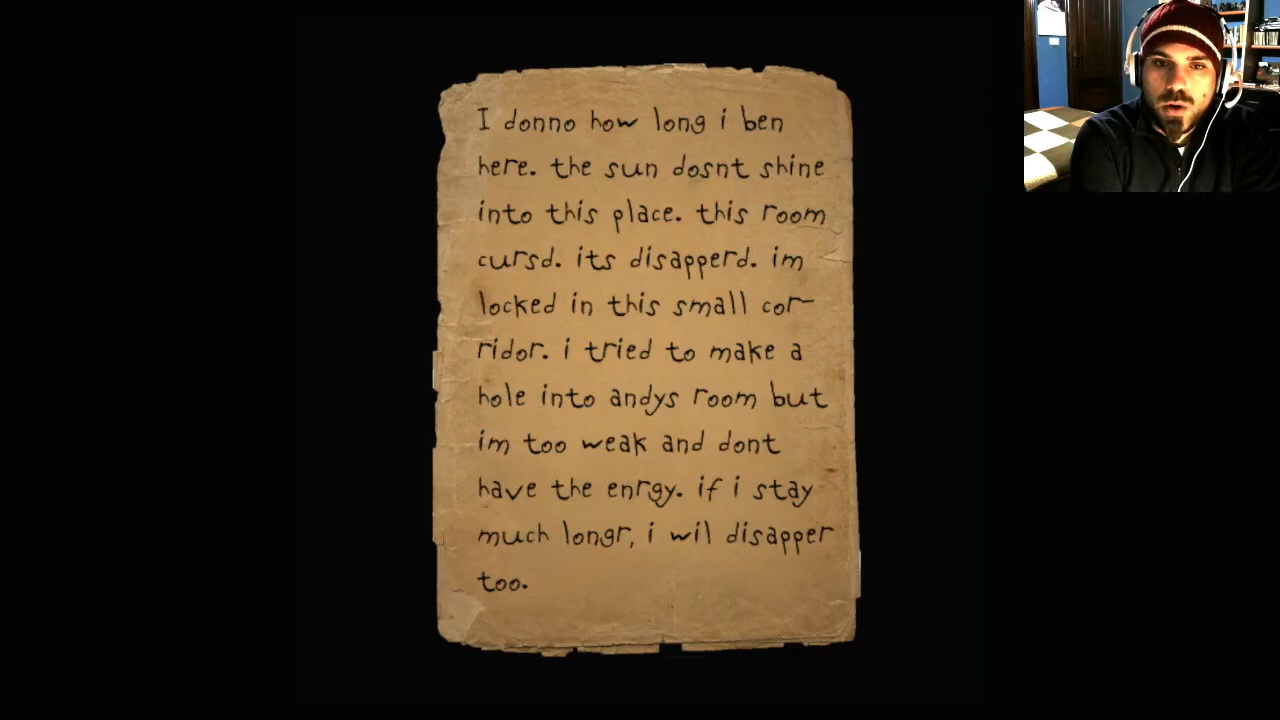 I donno how long i ben
here. the sun dosnt shine
into this place. this room
cursd. its disapperd. im
locked in this small cor-
ridor. i tried to make a
hole into andys room but
im too weak and dont
have the enrgy. if i stay
much longr, i wil disapper
too.